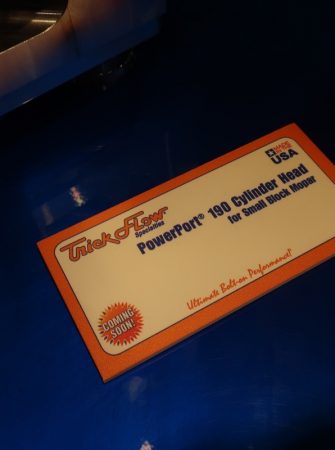 MADE IN
USA
Trick Flow
Specialties
PowerPort® 190 Cylinder Head
for Small Block Mopar
COMING
SOON!
Ultimate Bolt-on Performance!